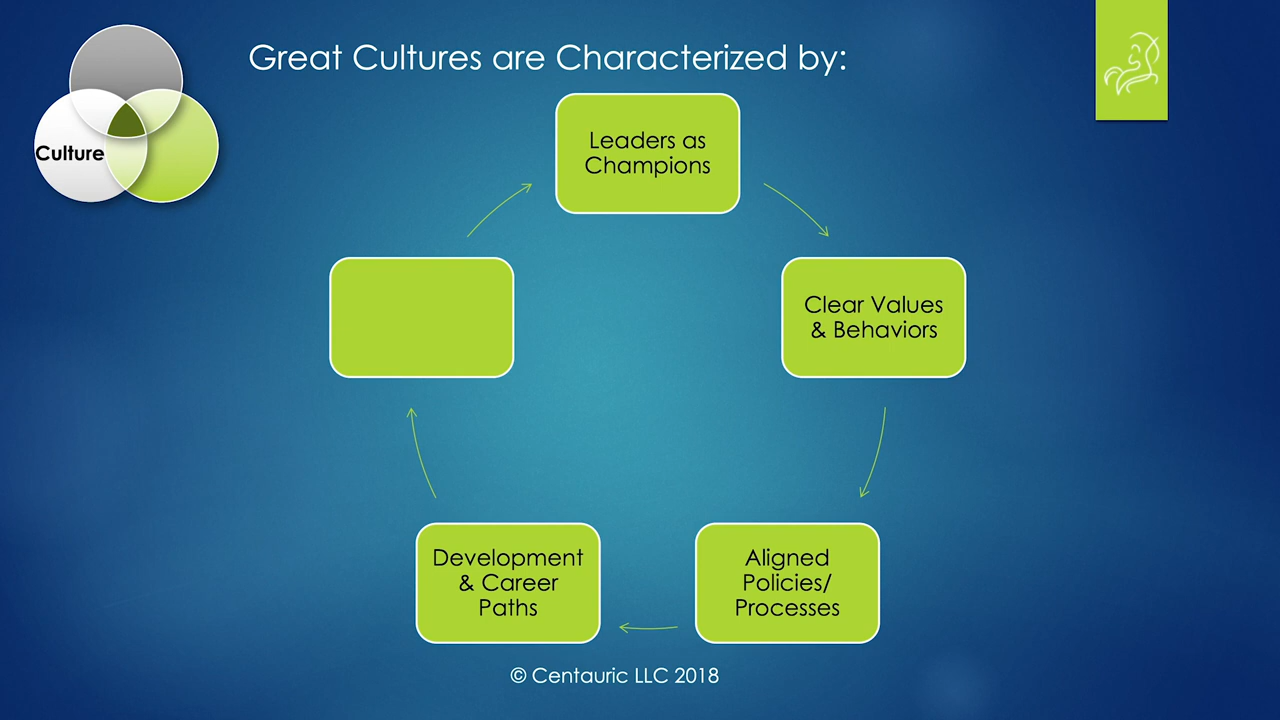 Great Cultures are Characterized by:
Culture
Leaders as
Champions
Clear Values
& Behaviors
Aligned
Policies/
Processes
Development
& Career
Paths
© Centauric LLC 2018